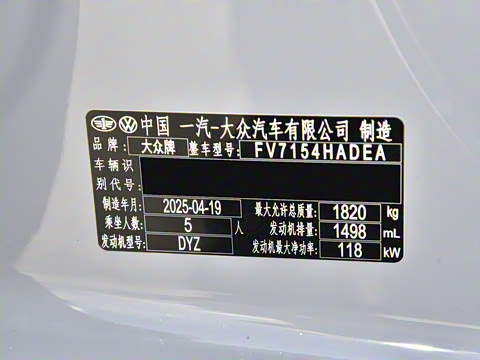 中国 一汽-大众汽车有限公司 制造
品牌: 大众牌 整车型号: FV7154HADEA
车辆识
别代号:
制造年月: 2025-04-19 最大允许总质量: 1820 kg
乘坐人数: 5 人 发动机排量: 1498 mL
发动机型号: DYZ 发动机最大净功率: 118 kW